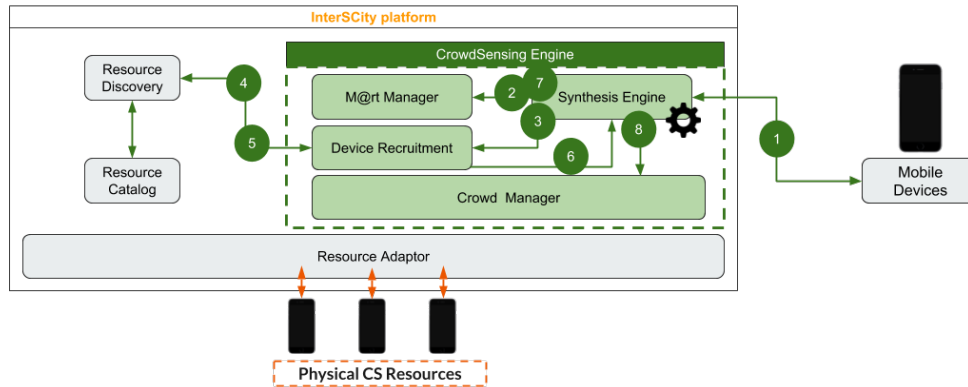 InterSCity platform
CrowdSensing Engine
Resource
Discovery
4
M@rt Manager
2
7
Synthesis Engine
3
8
1
5
Device Recruitment
6
Resource
Catalog
Crowd Manager
Mobile
Devices
Resource Adaptor
Physical CS Resources